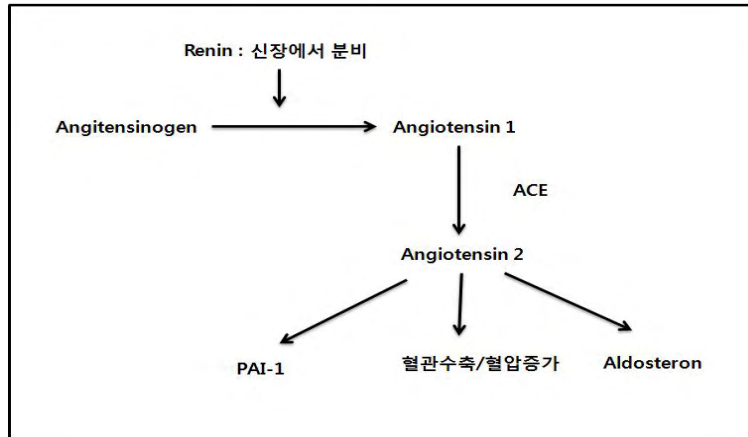 Renin : 신장에서 분비
Angitensinogen
Angiotensin 1
ACE
Angiotensin 2
PAI-1
혈관수축/혈압증가
Aldosteron